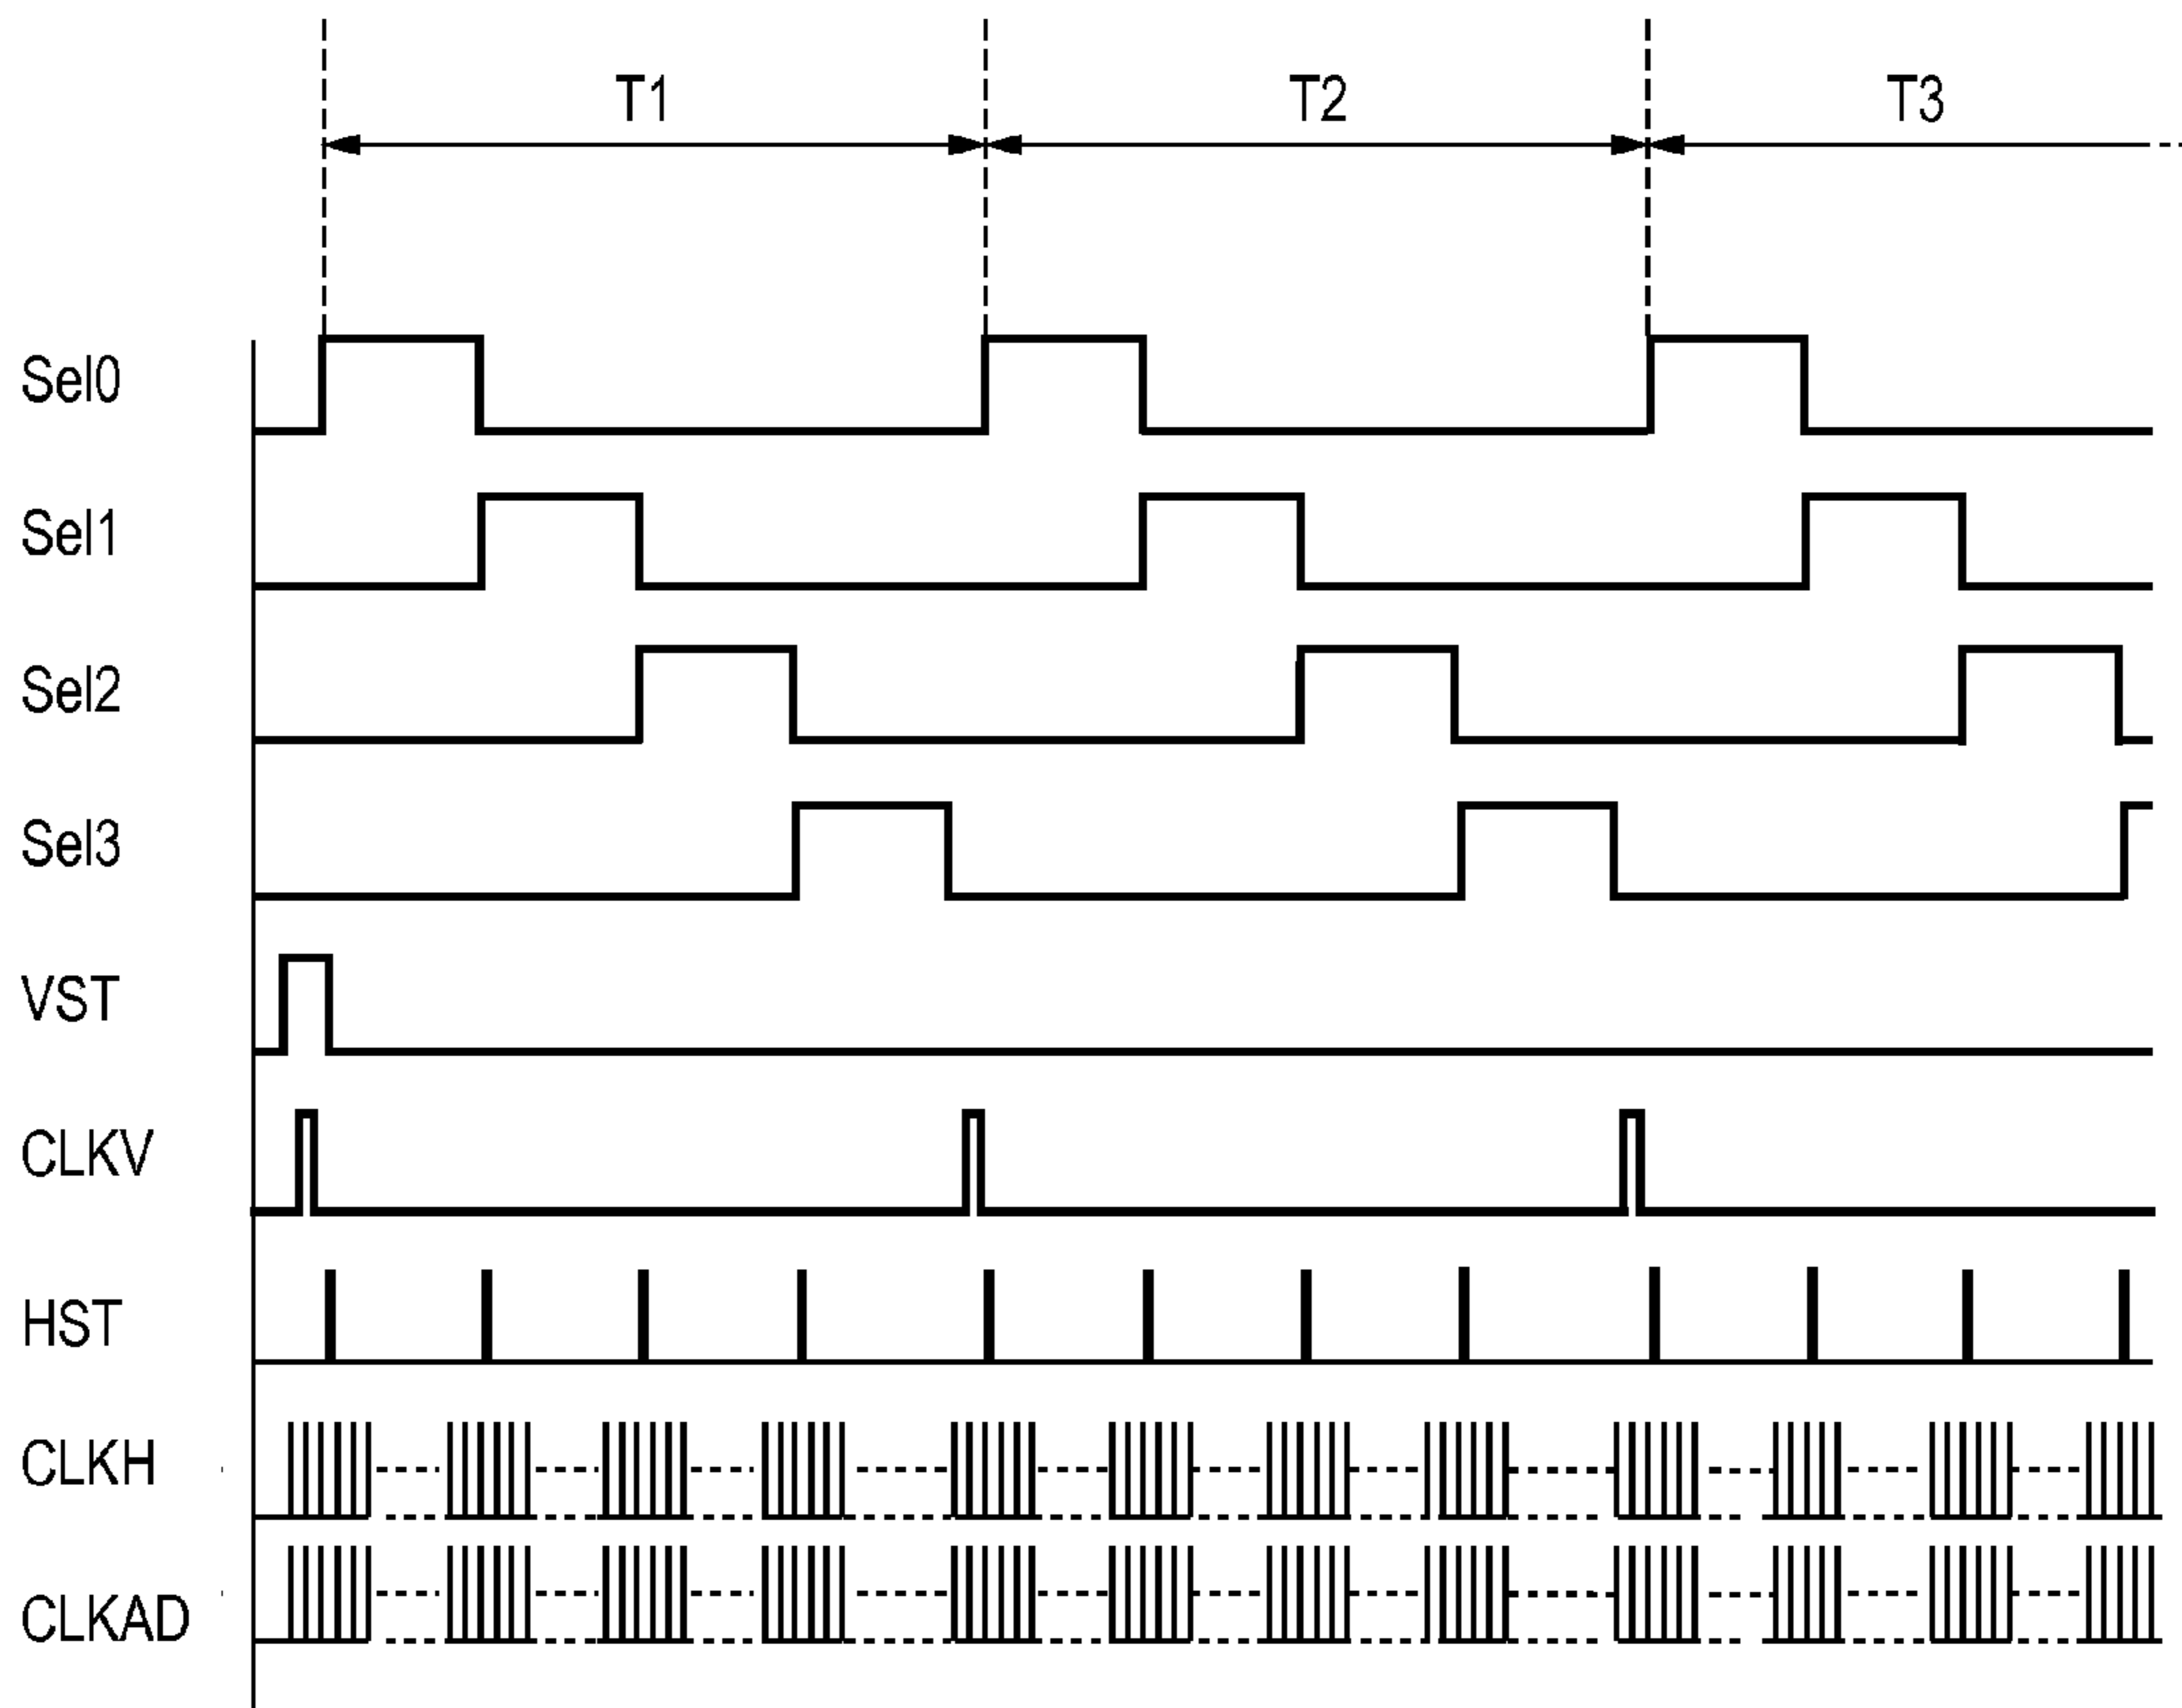 T1 T2 T3
Sel0
Sel1
Sel2
Sel3
VST
CLKV
HST
CLKH
CLKAD